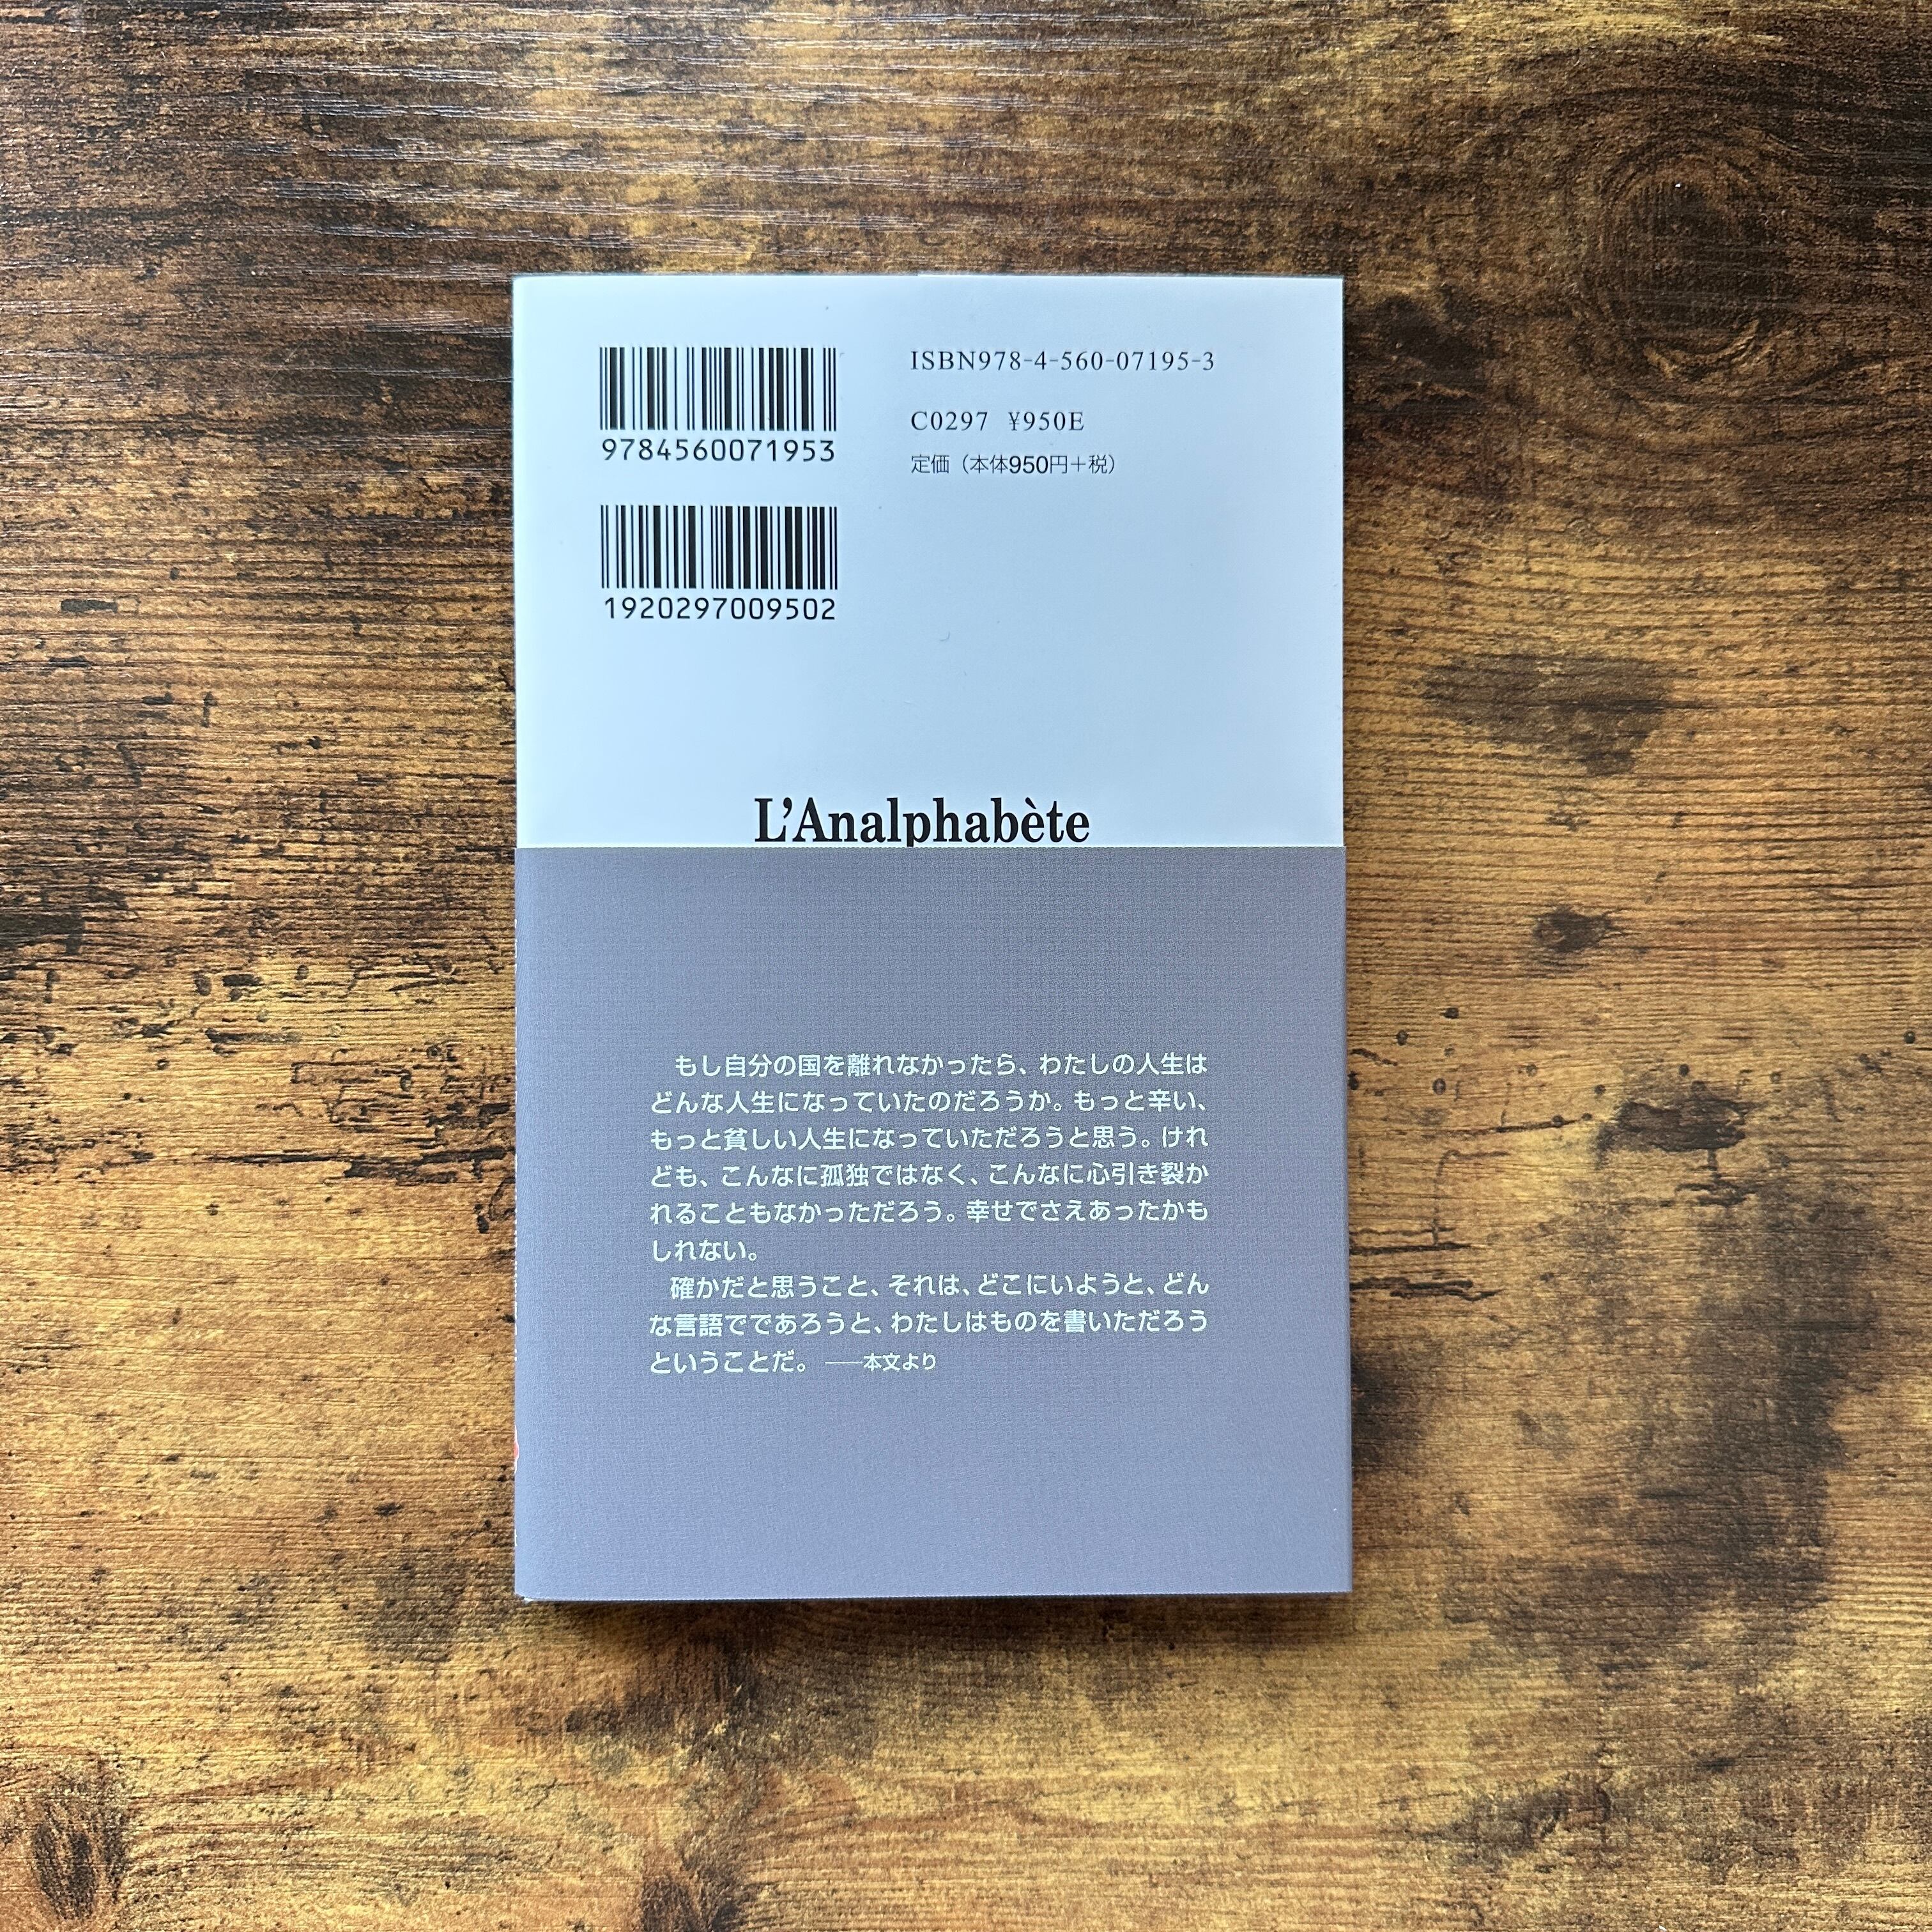 9784560071953
1920297009502
ISBN978-4-560-07195-3
C0297 ¥950E
定価（本体950円＋税）
L’Analphabète
もし自分の国を離れなかったら、わたしの人生は
どんな人生になっていたのだろうか。もっと辛い、
もっと貧しい人生になっていただろうと思う。けれ
ども、こんなに孤独ではなく、こんなに心引き裂か
れることもなかっただろう。幸せでさえあったかも
しれない。
確かだと思うこと、それは、どこにいようと、どん
な言語でであろうと、わたしはものを書いただろう
ということだ。 ――本文より